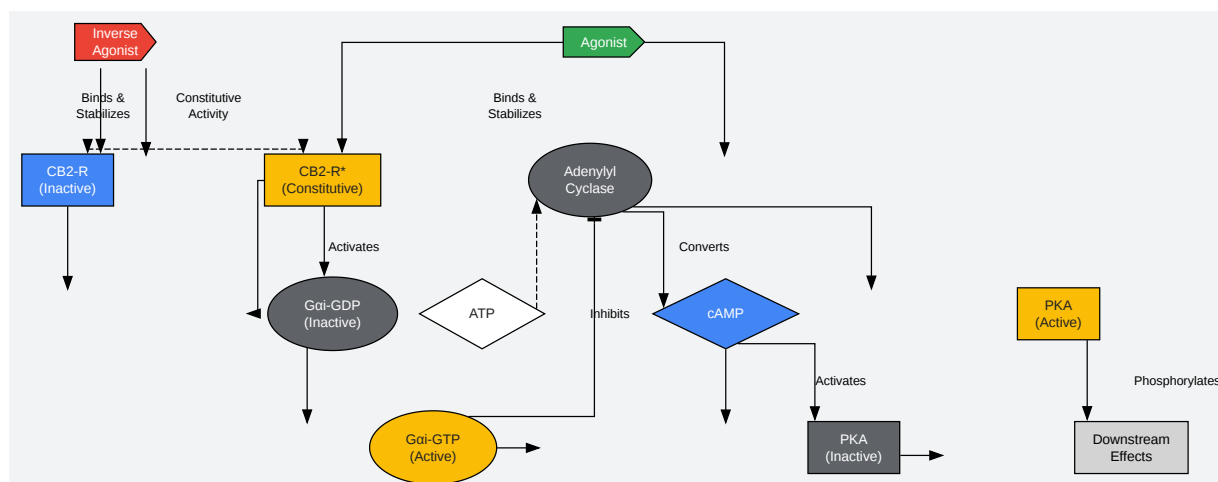 Inverse
Agonist
Agonist
Binds &
Stabilizes
Constitutive
Activity
Binds &
Stabilizes
CB2-R
(Inactive)
CB2-R*
(Constitutive)
Adenylyl
Cyclase
Activates
Converts
Gαi-GDP
(Inactive)
ATP
Inhibits
cAMP
PKA
(Active)
Activates
Phosphorylates
Gαi-GTP
(Active)
PKA
(Inactive)
Downstream
Effects